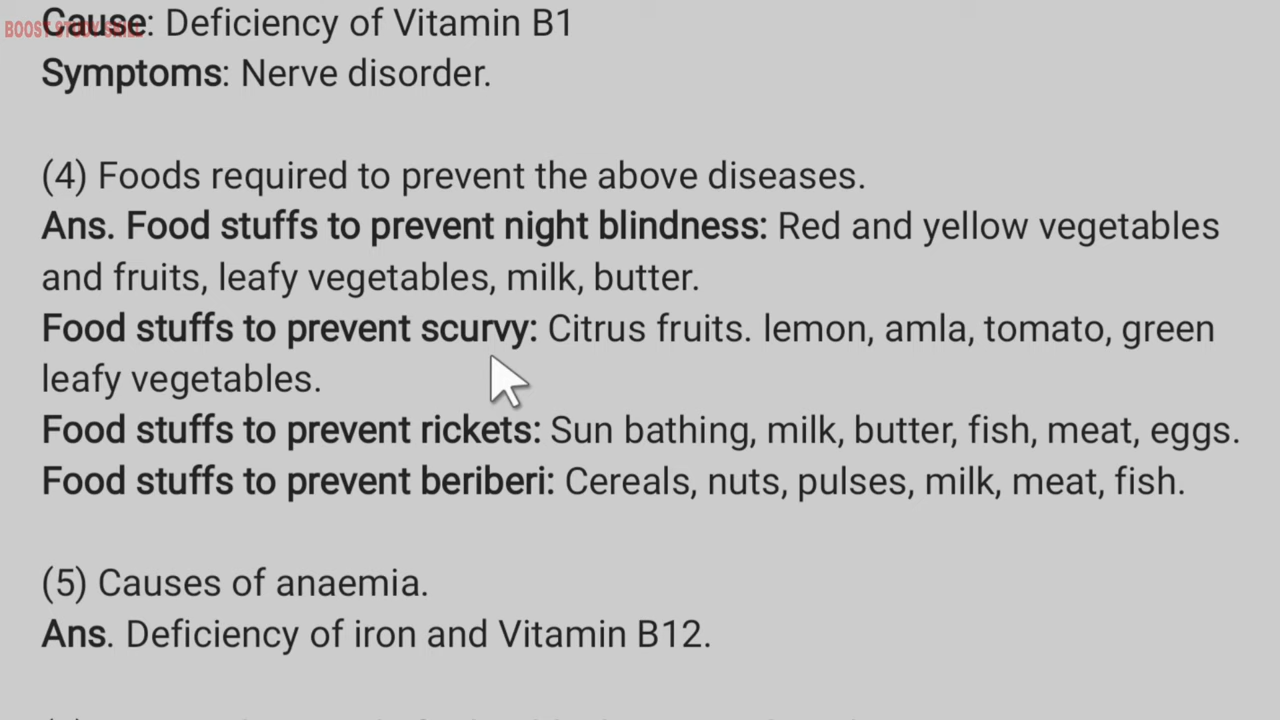 BOOST STUDY SKILL
Cause: Deficiency of Vitamin B1
Symptoms: Nerve disorder.
(4) Foods required to prevent the above diseases.
Ans. Food stuffs to prevent night blindness: Red and yellow vegetables
and fruits, leafy vegetables, milk, butter.
Food stuffs to prevent scurvy: Citrus fruits. lemon, amla, tomato, green
leafy vegetables.
Food stuffs to prevent rickets: Sun bathing, milk, butter, fish, meat, eggs.
Food stuffs to prevent beriberi: Cereals, nuts, pulses, milk, meat, fish.
(5) Causes of anaemia.
Ans. Deficiency of iron and Vitamin B12.